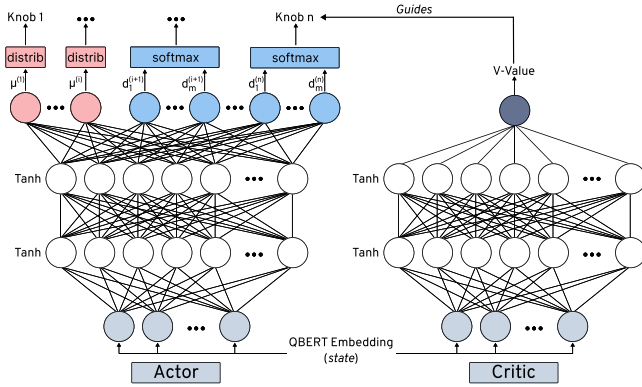 Guides
Knob 1 ••• ••• Knob n
distrib distrib softmax softmax
V-Value
μ⁽¹⁾ μ⁽ⁱ⁾ d₁⁽ⁱ⁺¹⁾ dₘ⁽ⁱ⁺¹⁾ d₁⁽ⁿ⁾ dₘ⁽ⁿ⁾
••• ••• ••• •••
Tanh ••• Tanh •••
Tanh ••• Tanh •••
••• •••
QBERT Embedding
(state)
Actor Critic